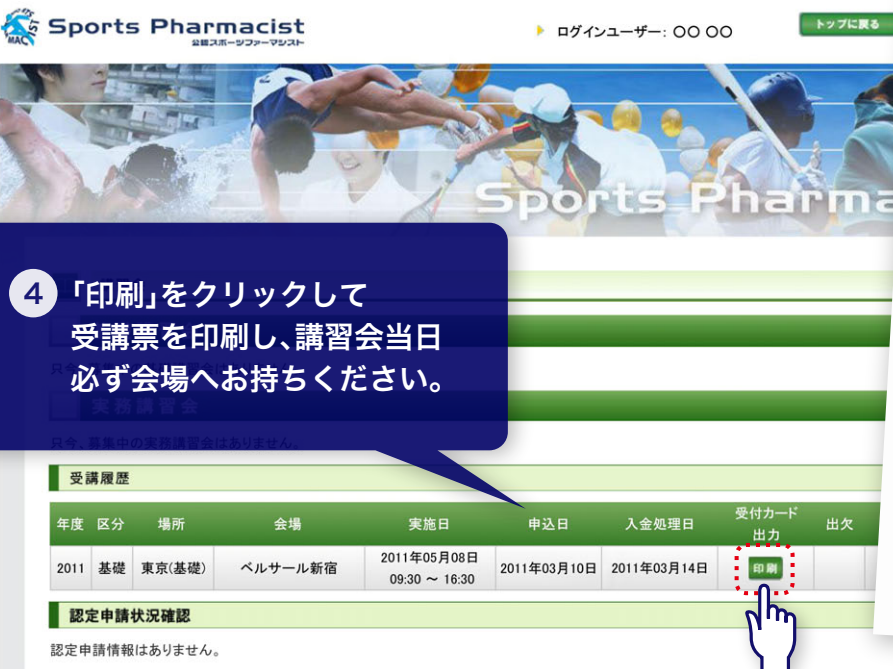 Sports Pharmacist
公認スポーツファーマシスト
MAC
ログインユーザー: 〇〇 〇〇
トップに戻る
Sports Pharma
4 「印刷」をクリックして
受講票を印刷し、講習会当日
必ず会場へお持ちください。
実務講習会
只今、募集中の実務講習会はありません。
受講履歴
年度 区分 場所 会場 実施日 申込日 入金処理日 受付カード出力 出欠
2011 基礎 東京(基礎) ベルサール新宿 2011年05月08日 09:30 ～ 16:30 2011年03月10日 2011年03月14日 印刷
認定申請状況確認
認定申請情報はありません。